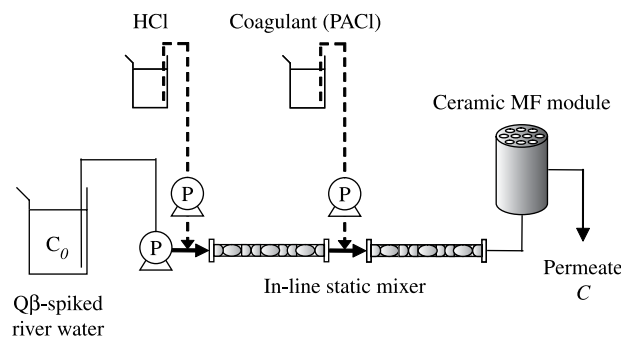 HCl
Coagulant (PACl)
Ceramic MF module
P
P
C0
P
In-line static mixer
Permeate
C
Qβ-spiked
river water